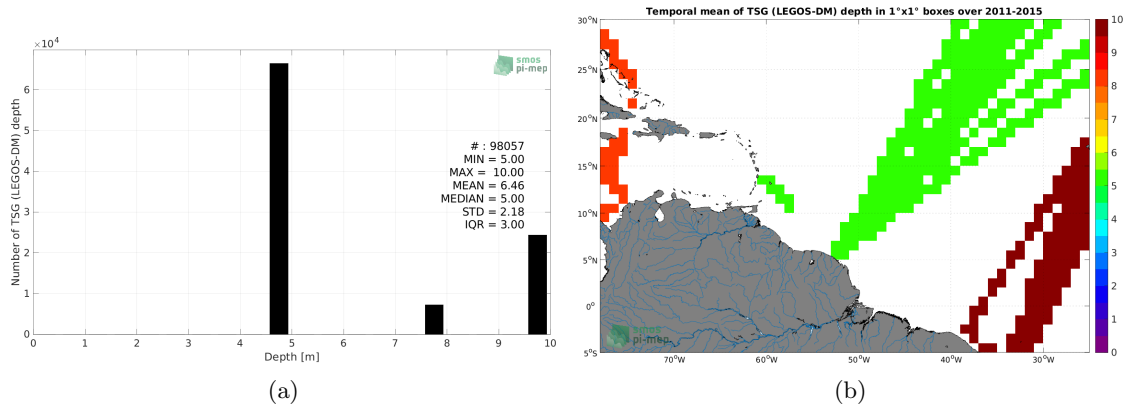 ×10⁴
6
5
4
3
2
1
0
Number of TSG (LEGOS-DM) depth
smos
pi-mep
# : 98057
MIN = 5.00
MAX = 10.00
MEAN = 6.46
MEDIAN = 5.00
STD = 2.18
IQR = 3.00
0 1 2 3 4 5 6 7 8 9 10
Depth [m]
(a)
Temporal mean of TSG (LEGOS-DM) depth in 1°x1° boxes over 2011-2015
30°N
25°N
20°N
15°N
10°N
5°N
0°
5°S
70°W 60°W 50°W 40°W 30°W
smos
pi-mep
10
9
8
7
6
5
4
3
2
1
0
(b)